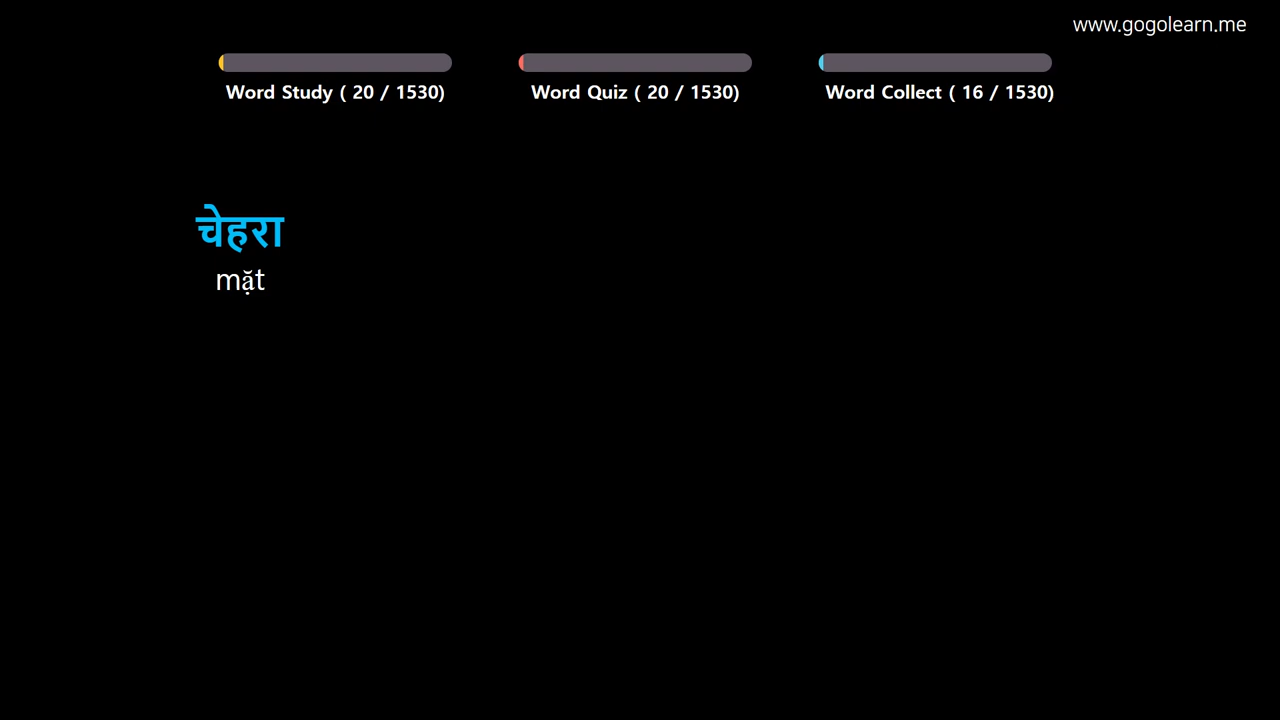 www.gogolearn.me
Word Study ( 20 / 1530)
Word Quiz ( 20 / 1530)
Word Collect ( 16 / 1530)
चेहरा
mặt